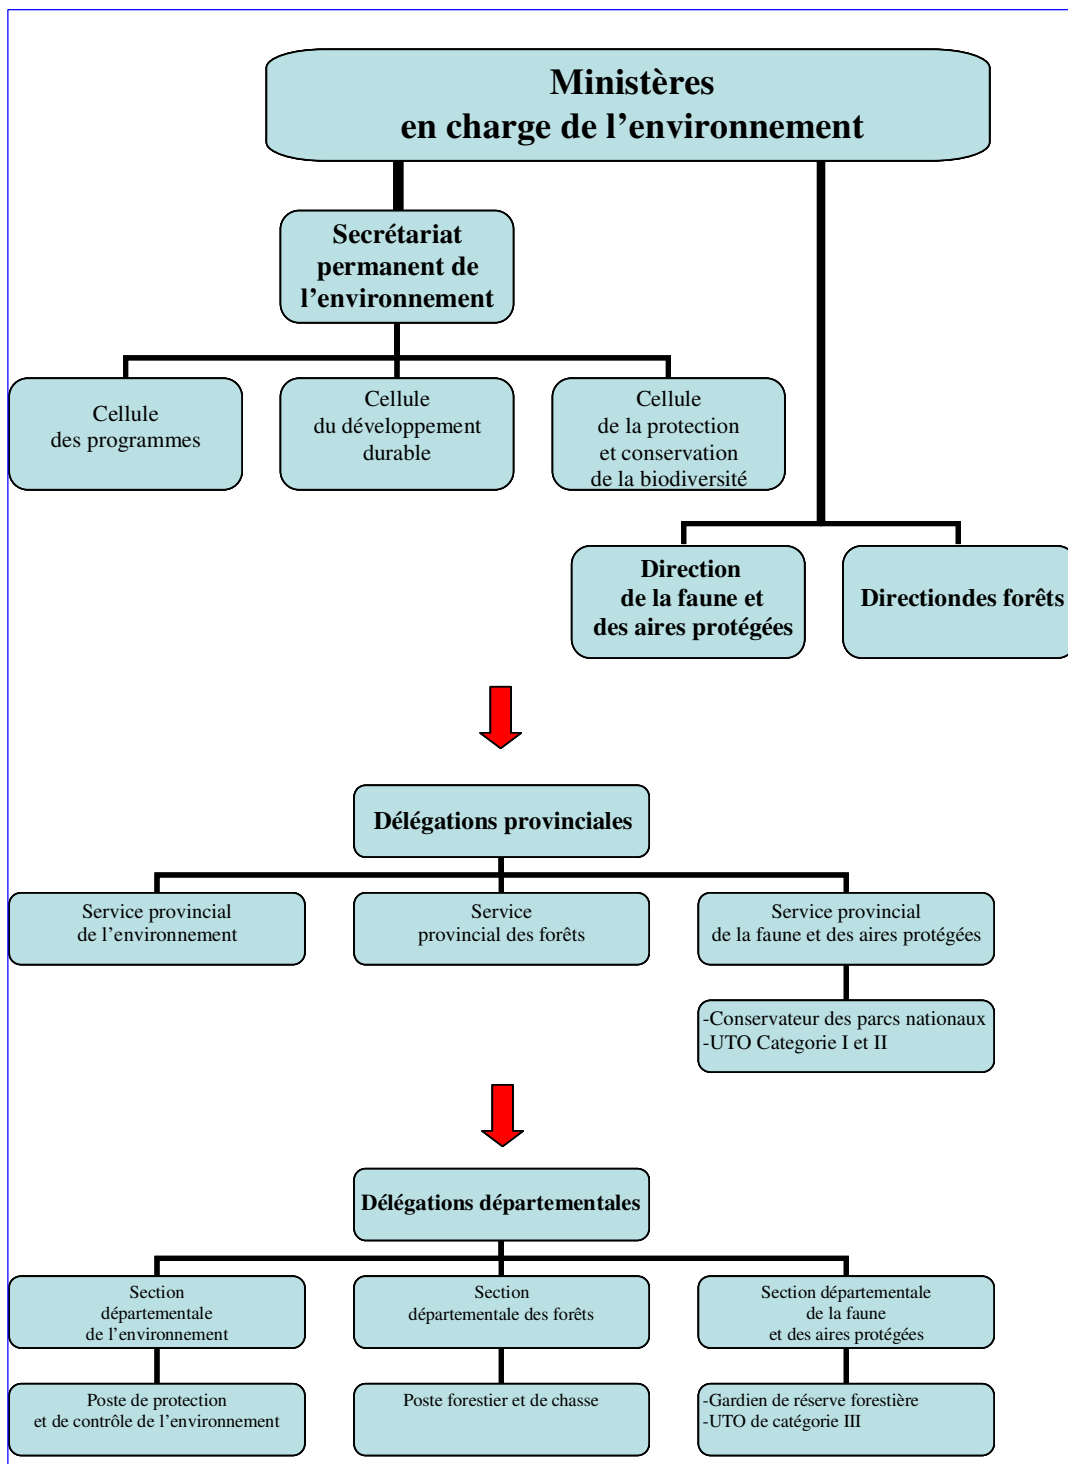 Ministères
en charge de l’environnement
Secrétariat
permanent de
l’environnement
Cellule
des programmes
Cellule
du développement
durable
Cellule
de la protection
et conservation
de la biodiversité
Direction
de la faune et
des aires protégées
Directiondes forêts
Délégations provinciales
Service provincial
de l’environnement
Service
provincial des forêts
Service provincial
de la faune et des aires protégées
-Conservateur des parcs nationaux
-UTO Categorie I et II
Délégations départementales
Section
départementale
de l’environnement
Section
départementale des forêts
Section départementale
de la faune
et des aires protégées
Poste de protection
et de contrôle de l’environnement
Poste forestier et de chasse
-Gardien de réserve forestière
-UTO de catégorie III